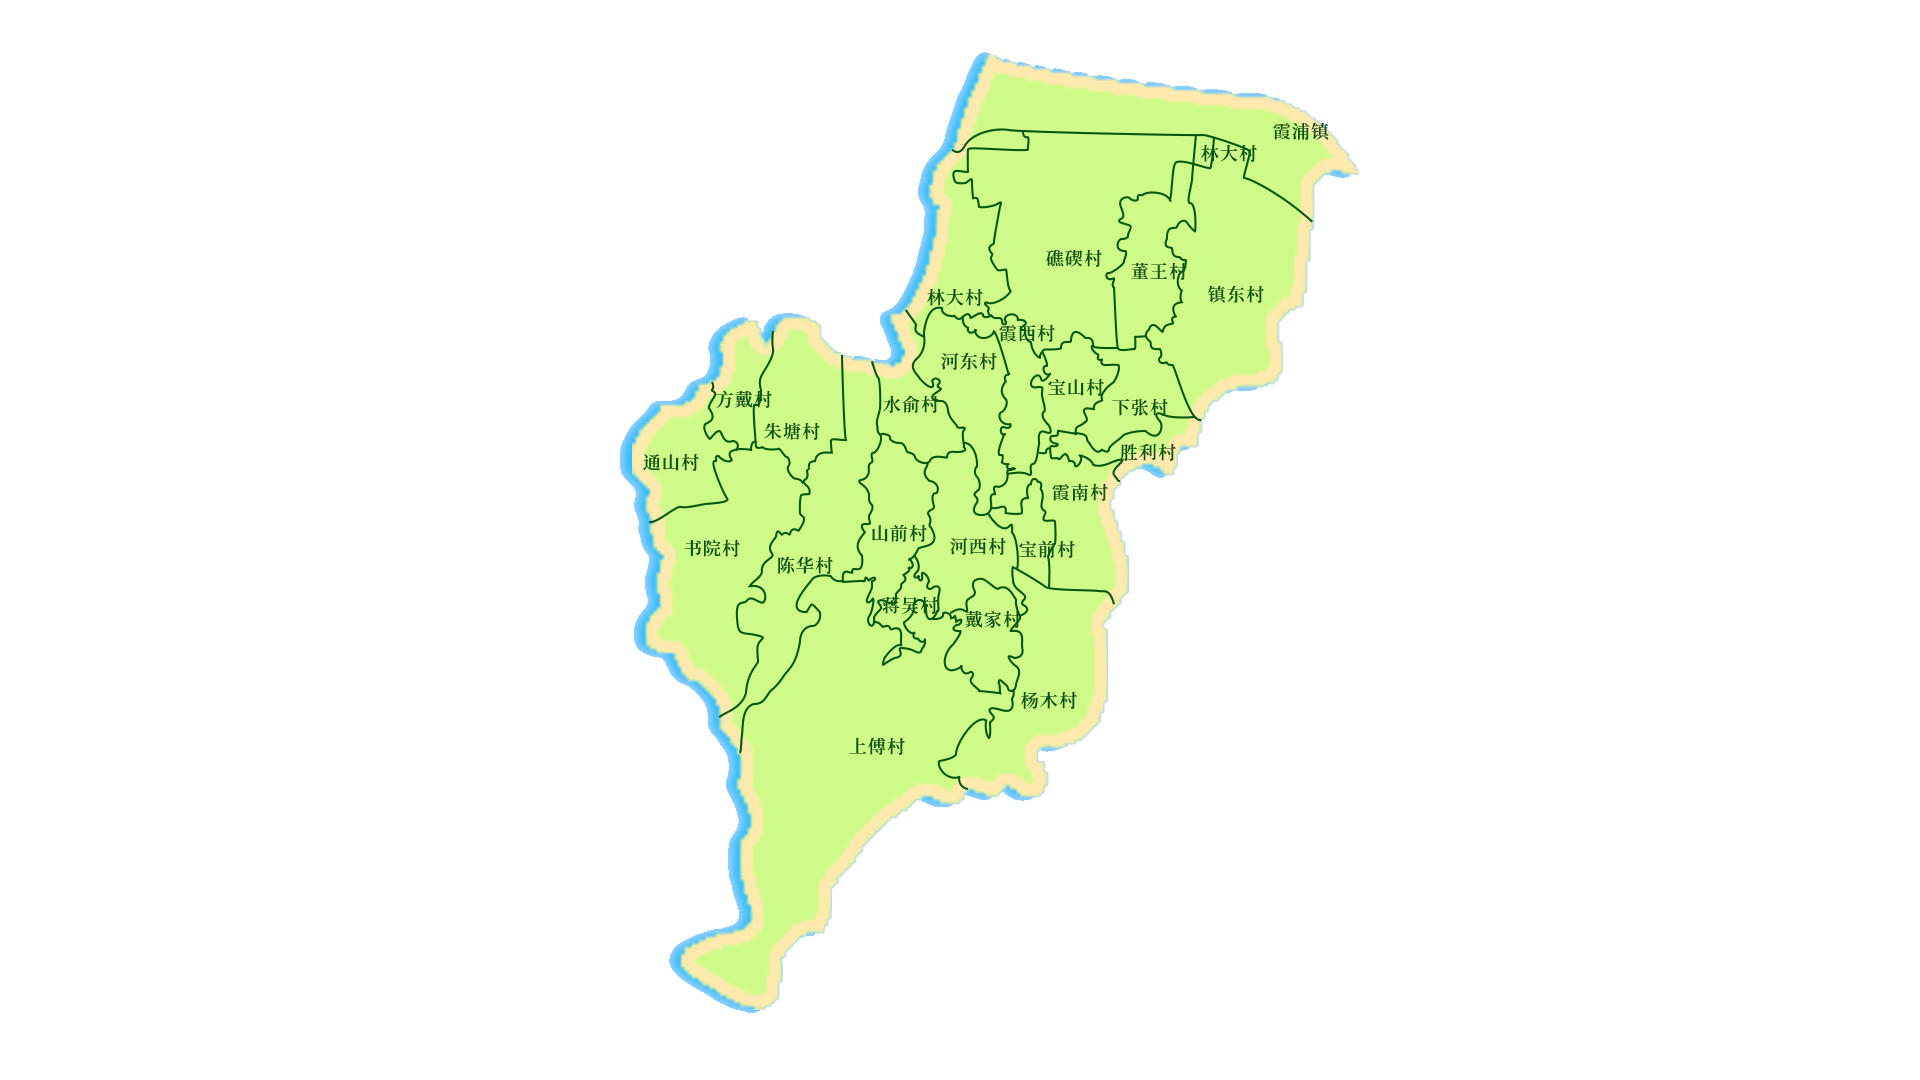 霞浦镇
林大村
礁碶村
董王村
镇东村
林大村
霞西村
河东村
宝山村
方戴村
水俞村
下张村
朱塘村
胜利村
通山村
霞南村
山前村
书院村
河西村
宝前村
陈华村
蒋吴村
戴家村
杨木村
上傅村